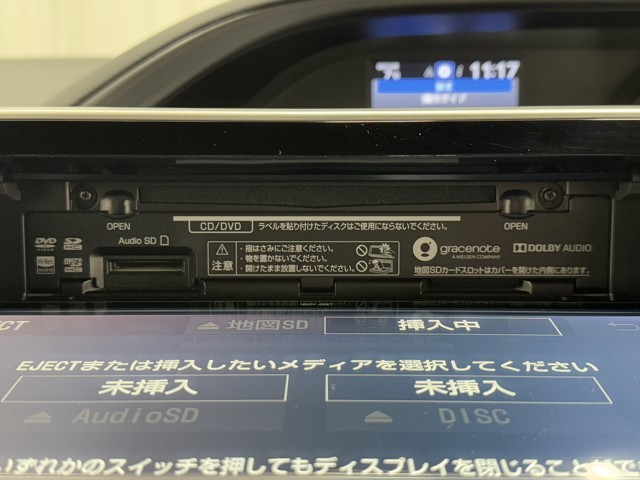 11:17
OPEN
OPEN
CD/DVD ラベルを貼り付けたディスクはご使用にならないでください。
DVD
Audio SD
注意
・指はさみにご注意ください。
・物を置かないでください。
・開けたまま放置しないでください。
gracenote
A NIELSEN COMPANY
DOLBY AUDIO
地図SDカードスロットはカバーを開けた内側にあります。
地図SD
挿入中
EJECTまたは挿入したいメディアを選択してください
未挿入
未挿入
AudioSD
DISC
いずれかのスイッチを押してもディスプレイを閉じること